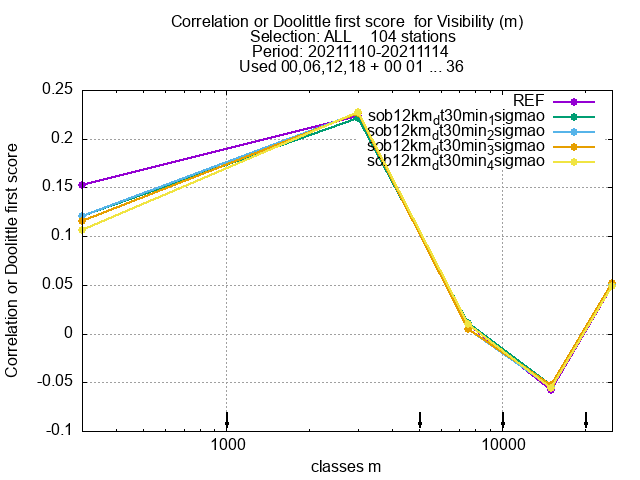 Correlation or Doolittle first score  for Visibility (m)
Selection: ALL    104 stations
Period: 20211110-20211114
Used 00,06,12,18 + 00 01 ... 36
REF
sob12km_dt30min_1sigmao
sob12km_dt30min_2sigmao
sob12km_dt30min_3sigmao
sob12km_dt30min_4sigmao
Correlation or Doolittle first score
0.25
0.2
0.15
0.1
0.05
0
-0.05
-0.1
1000
10000
classes m